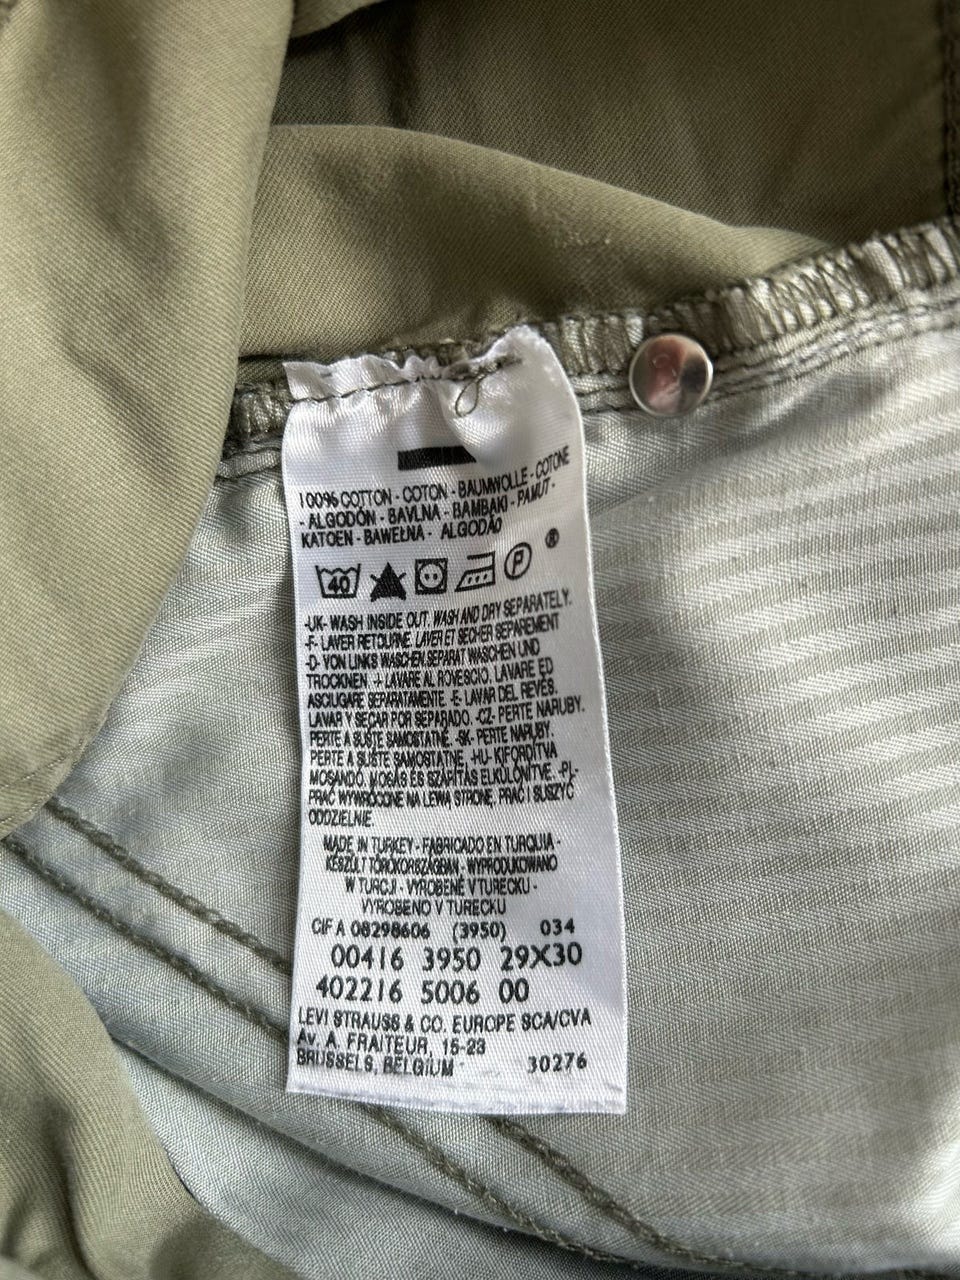 100% COTTON - COTON - BAUMWOLLE - COTONE
- ALGODÓN - BAVLNA - BAMBAKI - PAMUT -
KATOEN - BAWEŁNA - ALGODÃO
40 P ®
-UK- WASH INSIDE OUT. WASH AND DRY SEPARATELY.
-F- LAVER RETOURNE. LAVER ET SECHER SEPAREMENT
-D- VON LINKS WASCHEN.SEPARAT WASCHEN UND
TROCKNEN. -I- LAVARE AL ROVESCIO. LAVARE ED
ASCIUGARE SEPARATAMENTE. -E- LAVAR DEL REVÉS.
LAVAR Y SECAR POR SEPARADO. -CZ- PERTE NARUBY.
PERTE A SUŠTE SAMOSTATNE. -SK- PERTE NARUBY.
PERTE A SUŠTE SAMOSTATNE. -HU- KIFORDÍTVA
MOSANDÓ. MOSÁS ÉS SZÁRÍTÁS ELKÜLÖNÍTVE. -PL-
PRAĆ WYWRÓCONE NA LEWĄ STRONĘ, PRAĆ I SUSZYĆ
ODDZIELNIE.
MADE IN TURKEY - FABRICADO EN TURQUIA -
KÉSZÜLT TÖRÖKORSZÁGBAN - WYPRODUKOWANO
W TURCJI - VYROBENÉ V TURECKU -
VYROBENO V TURECKU
CIF A 08298606 (3950) 034
00416 3950 29X30
402216 5006 00
LEVI STRAUSS & CO. EUROPE SCA/CVA
Av. A. FRAITEUR, 15-23
BRUSSELS, BELGIUM 30276